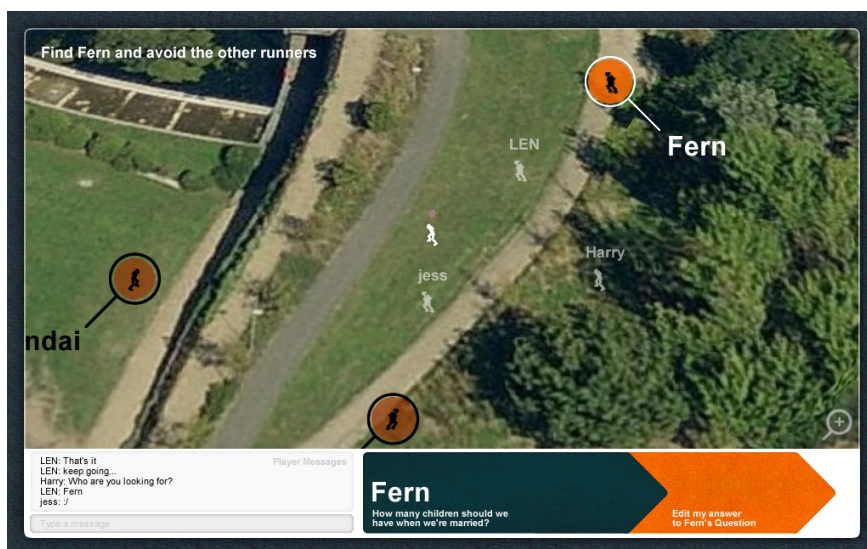 Find Fern and avoid the other runners
Fern
LEN
Harry
jess
ndai
LEN: That's it
LEN: keep going...
Harry: Who are you looking for?
LEN: Fern
jess: :/
Player Messages
Type a message
Fern
How many children should we
have when we're married?
Edit my answer
to Fern's Question